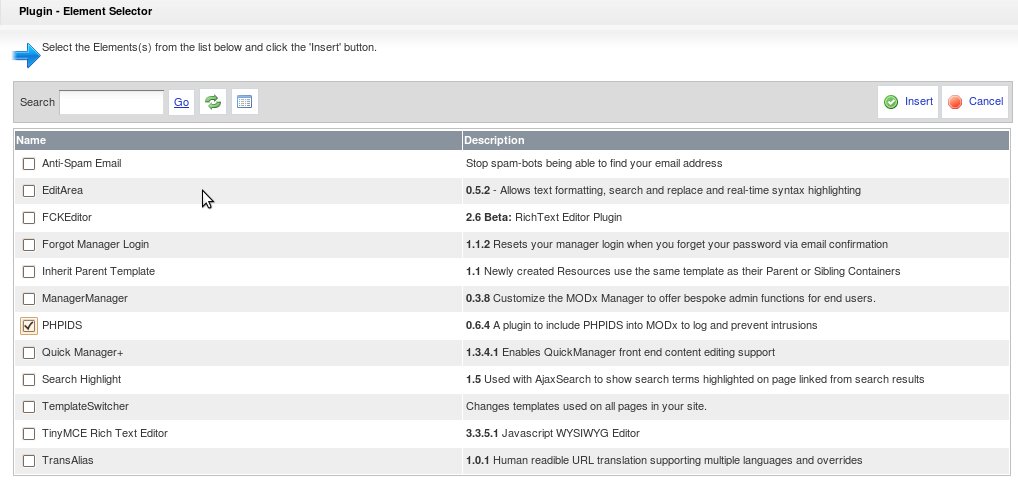 Plugin - Element Selector
Select the Elements(s) from the list below and click the 'Insert' button.
Search Go Insert Cancel
Name Description
Anti-Spam Email Stop spam-bots being able to find your email address
EditArea 0.5.2 - Allows text formatting, search and replace and real-time syntax highlighting
FCKEditor 2.6 Beta: RichText Editor Plugin
Forgot Manager Login 1.1.2 Resets your manager login when you forget your password via email confirmation
Inherit Parent Template 1.1 Newly created Resources use the same template as their Parent or Sibling Containers
ManagerManager 0.3.8 Customize the MODx Manager to offer bespoke admin functions for end users.
PHPIDS 0.6.4 A plugin to include PHPIDS into MODx to log and prevent intrusions
Quick Manager+ 1.3.4.1 Enables QuickManager front end content editing support
Search Highlight 1.5 Used with AjaxSearch to show search terms highlighted on page linked from search results
TemplateSwitcher Changes templates used on all pages in your site.
TinyMCE Rich Text Editor 3.3.5.1 Javascript WYSIWYG Editor
TransAlias 1.0.1 Human readible URL translation supporting multiple languages and overrides